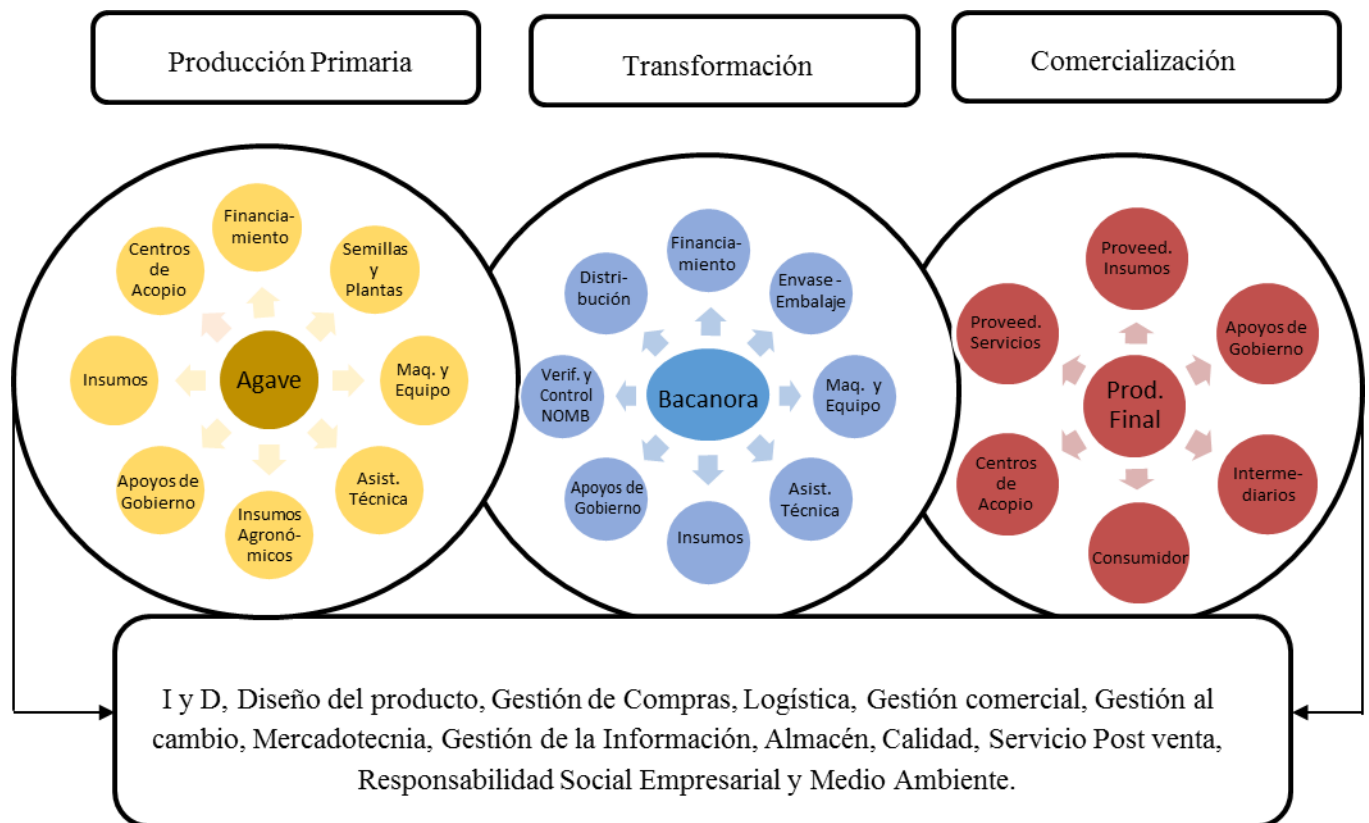 Producción Primaria
Transformación
Comercialización
Financia-
miento
Semillas
y
Plantas
Maq. y
Equipo
Asist.
Técnica
Insumos
Agronó-
micos
Apoyos de
Gobierno
Insumos
Centros
de
Acopio
Agave
Financia-
miento
Envase -
Embalaje
Maq. y
Equipo
Asist.
Técnica
Insumos
Apoyos de
Gobierno
Verif. y
Control
NOMB
Distri-
bución
Bacanora
Proveed.
Insumos
Apoyos de
Gobierno
Interme-
diarios
Consumidor
Centros
de
Acopio
Proveed.
Servicios
Prod.
Final
I y D, Diseño del producto, Gestión de Compras, Logística, Gestión comercial, Gestión al
cambio, Mercadotecnia, Gestión de la Información, Almacén, Calidad, Servicio Post venta,
Responsabilidad Social Empresarial y Medio Ambiente.